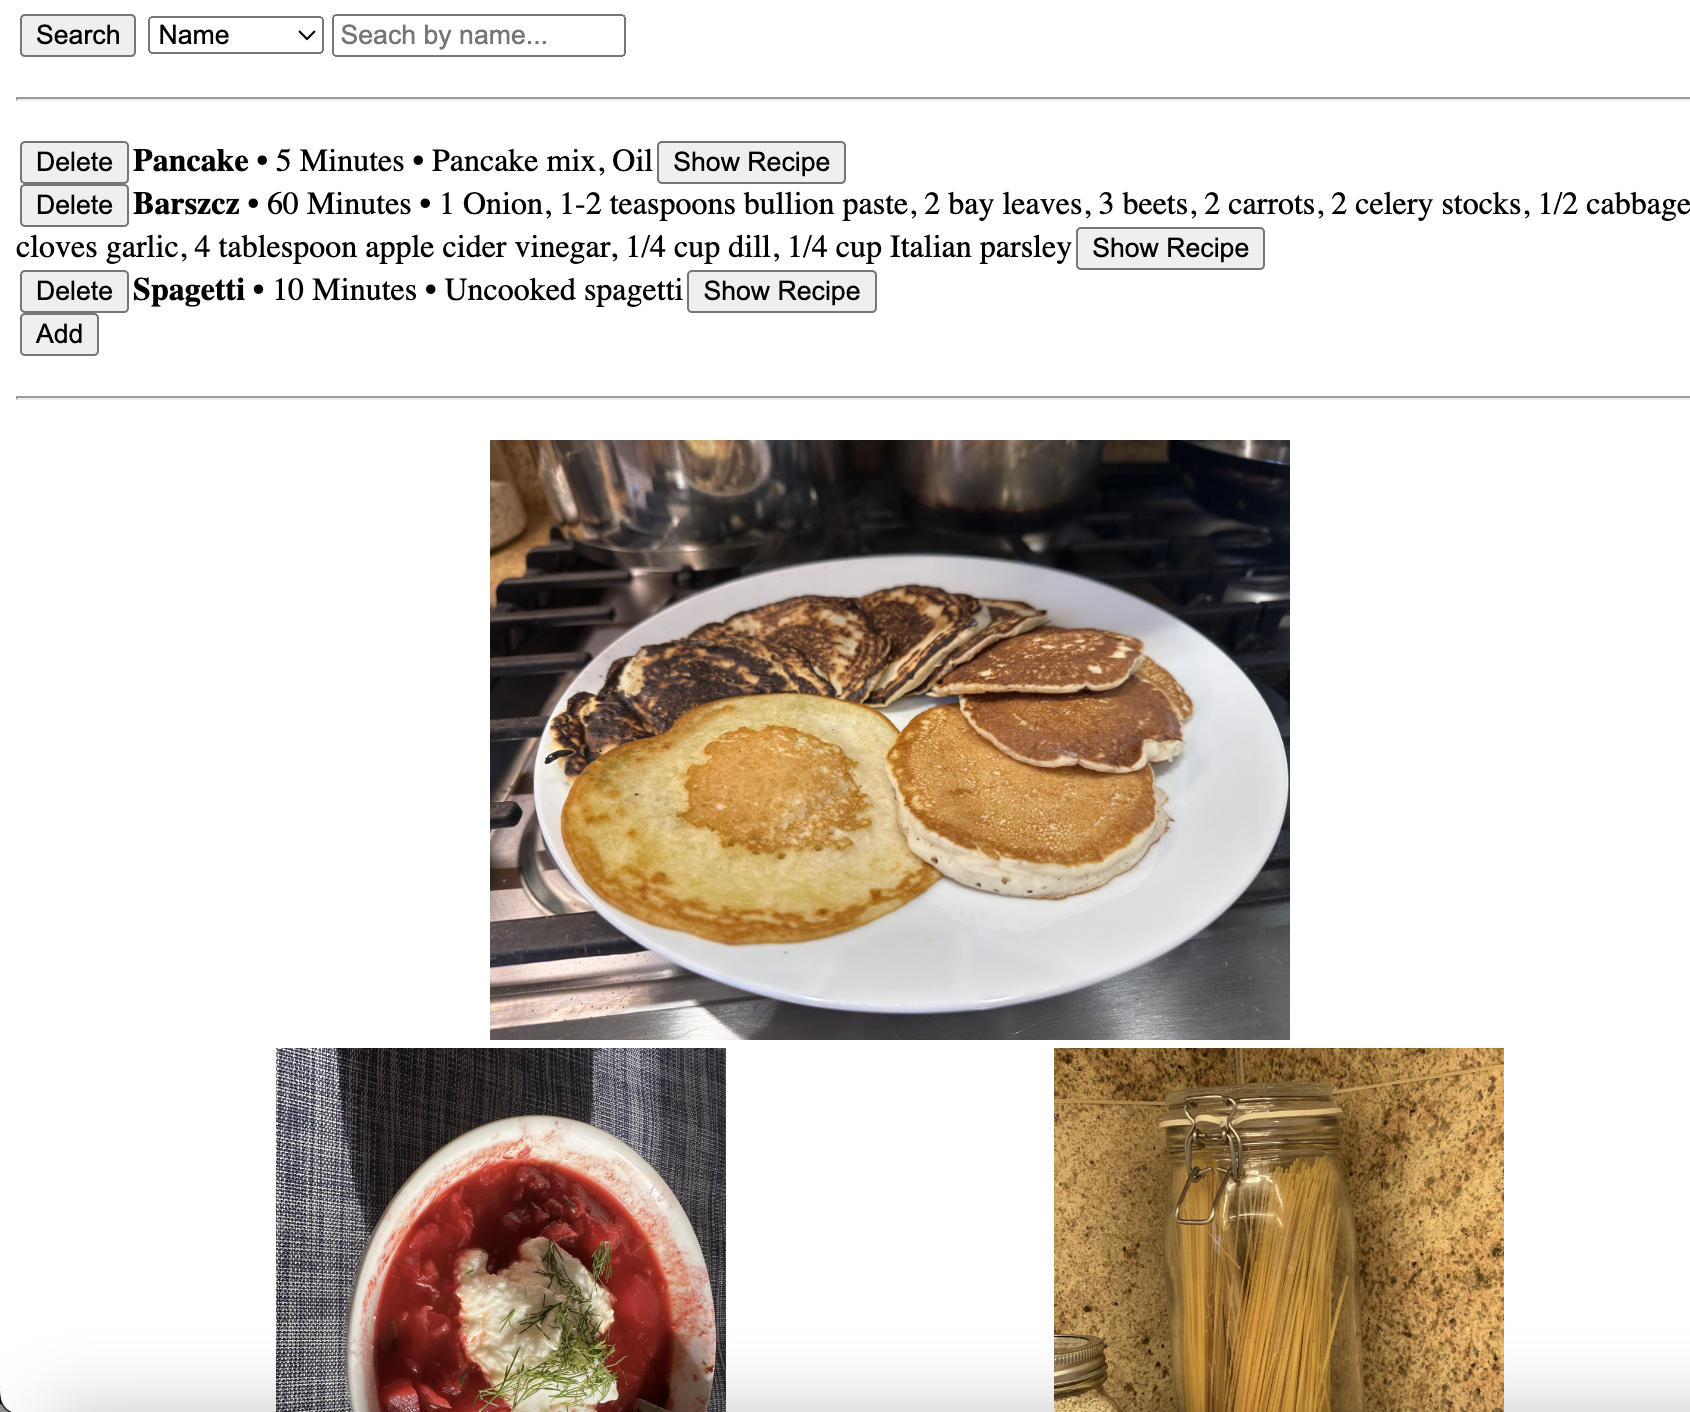 Search Name Seach by name...
Delete Pancake • 5 Minutes • Pancake mix, Oil Show Recipe
Delete Barszcz • 60 Minutes • 1 Onion, 1-2 teaspoons bullion paste, 2 bay leaves, 3 beets, 2 carrots, 2 celery stocks, 1/2 cabbage
cloves garlic, 4 tablespoon apple cider vinegar, 1/4 cup dill, 1/4 cup Italian parsley Show Recipe
Delete Spagetti • 10 Minutes • Uncooked spagetti Show Recipe
Add